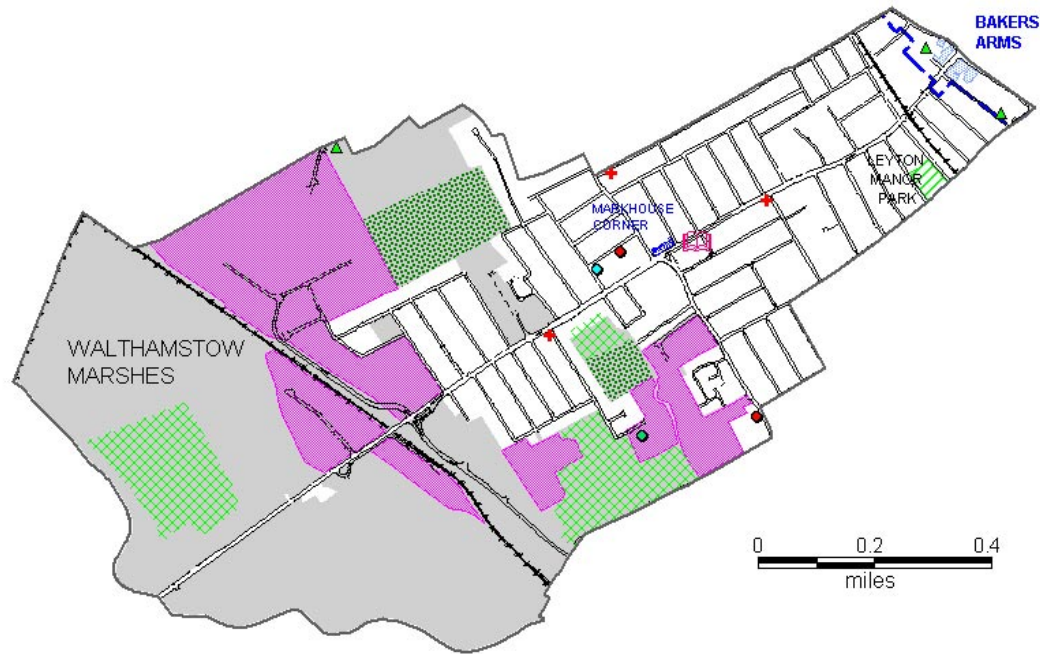 BAKERS
ARMS
LEYTON
MANOR
PARK
MARKHOUSE
CORNER
WALTHAMSTOW
MARSHES
0 0.2 0.4
miles